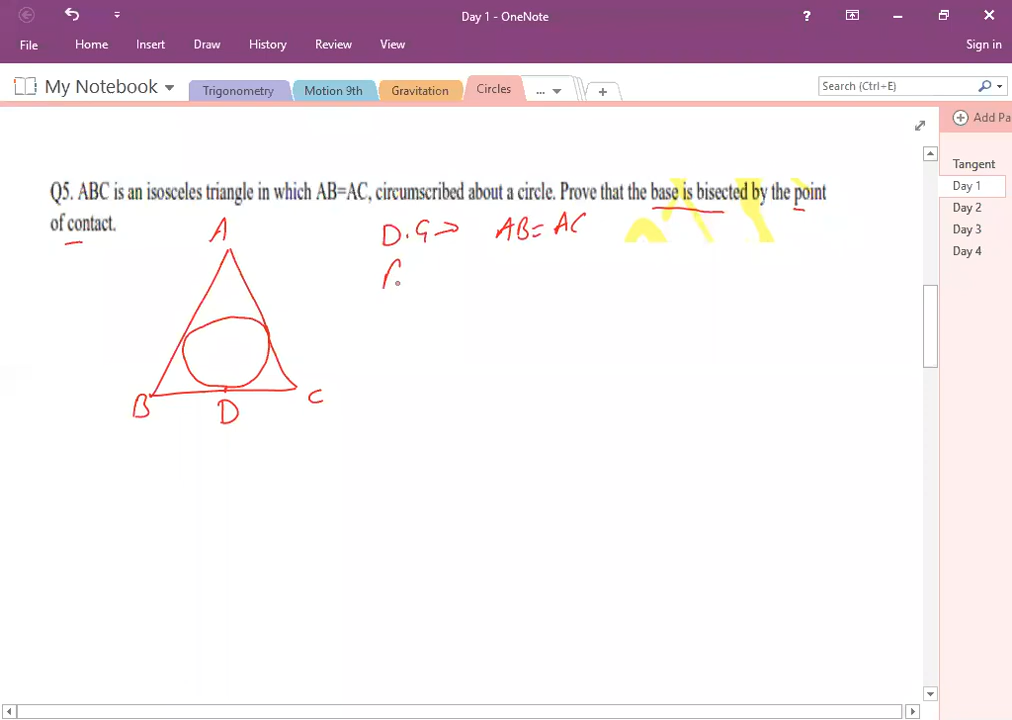 Day 1 - OneNote
?
File
Home
Insert
Draw
History
Review
View
Sign in
My Notebook
Trigonometry
Motion 9th
Gravitation
Circles
...
Search (Ctrl+E)
Add Pa
Tangent
Day 1
Day 2
Day 3
Day 4
Q5. ABC is an isosceles triangle in which AB=AC, circumscribed about a circle. Prove that the base is bisected by the point
of contact.
A
D.G→ AB= AC
B
D
C